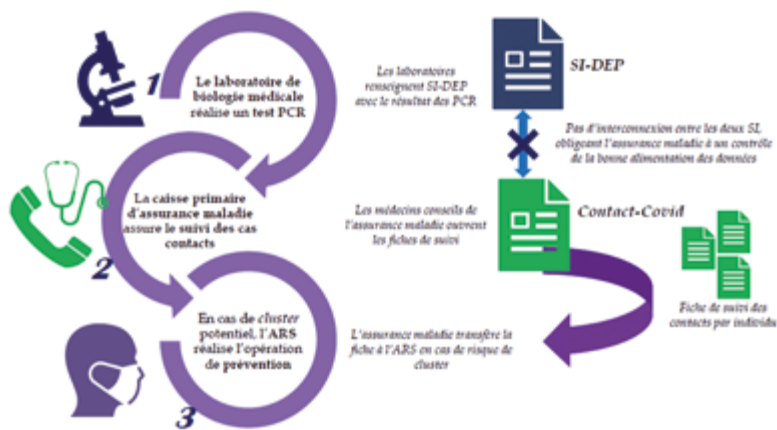 1
Le laboratoire de
biologie médicale
réalise un test PCR
Les laboratoires
renseignent SI-DEP
avec le résultat des PCR
SI-DEP
Pas d'interconnexion entre les deux SI,
obligeant l'assurance maladie à un contrôle
de la bonne alimentation des données
2
La caisse primaire
d'assurance maladie
assure le suivi des cas
contacts
Les médecins conseils de
l'assurance maladie ouvrent
les fiches de suivi
Contact-Covid
Fiche de suivi des
contacts par individu
3
En cas de cluster
potentiel, l'ARS
réalise l'opération
de prévention
L'assurance maladie transfère la
fiche à l'ARS en cas de risque de
cluster